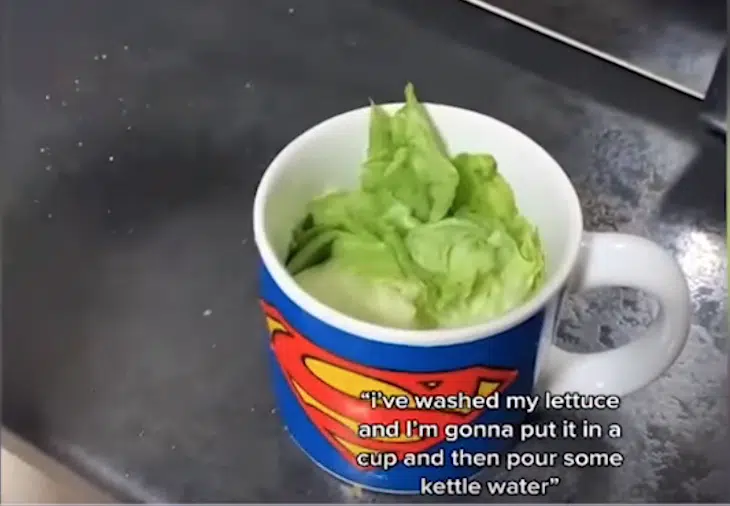 “i’ve washed my lettuce
and I’m gonna put it in a
cup and then pour some
kettle water”